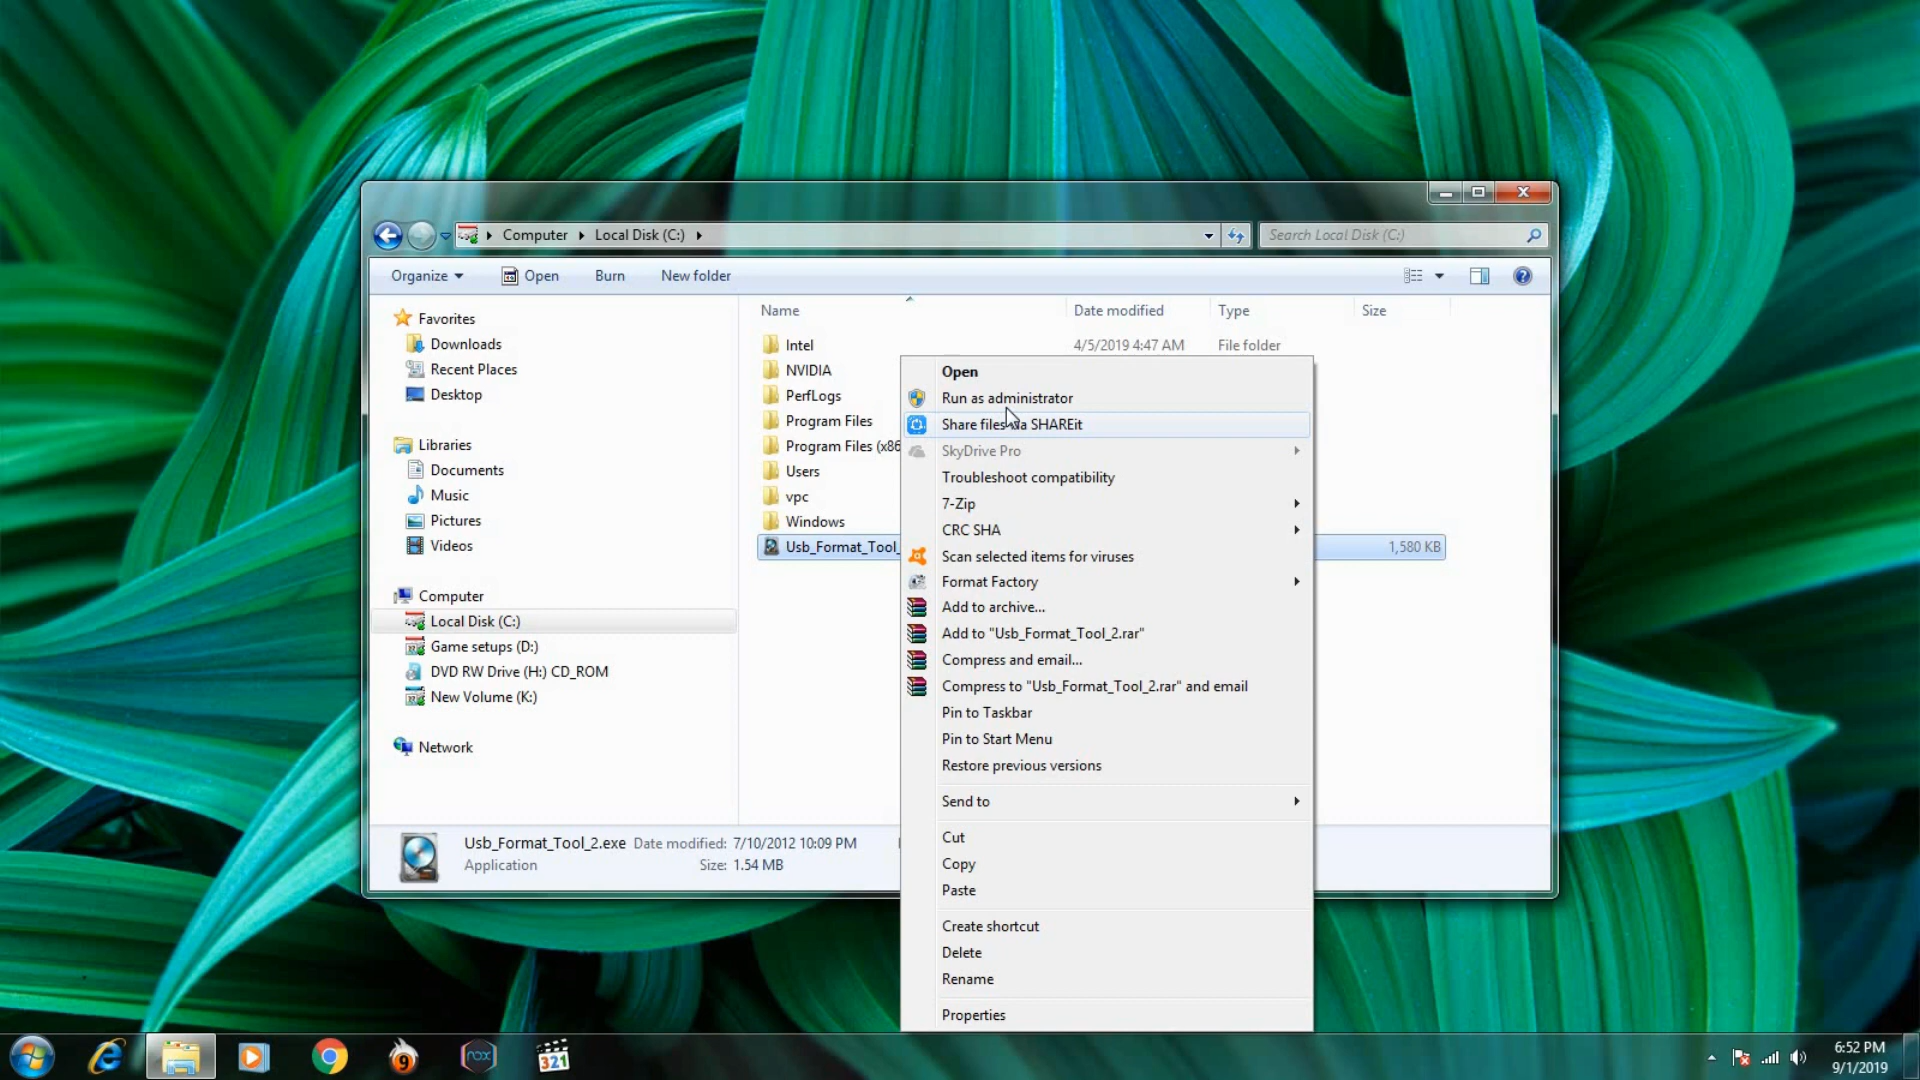 Computer
Local Disk (C:)
Search Local Disk (C:)
Organize
Open
Burn
New folder
Favorites
Downloads
Recent Places
Desktop
Libraries
Documents
Music
Pictures
Videos
Computer
Local Disk (C:)
Game setups (D:)
DVD RW Drive (H:) CD_ROM
New Volume (K:)
Network
Name
Date modified
Type
Size
Intel
4/5/2019 4:47 AM
File folder
NVIDIA
PerfLogs
Program Files
Program Files (x86
Users
vpc
Windows
Usb_Format_Tool_
1,580 KB
Open
Run as administrator
Share files via SHAREit
SkyDrive Pro
Troubleshoot compatibility
7-Zip
CRC SHA
Scan selected items for viruses
Format Factory
Add to archive...
Add to "Usb_Format_Tool_2.rar"
Compress and email...
Compress to "Usb_Format_Tool_2.rar" and email
Pin to Taskbar
Pin to Start Menu
Restore previous versions
Send to
Cut
Copy
Paste
Create shortcut
Delete
Rename
Properties
Usb_Format_Tool_2.exe Date modified: 7/10/2012 10:09 PM
Application Size: 1.54 MB
9
nox
321
6:52 PM
9/1/2019